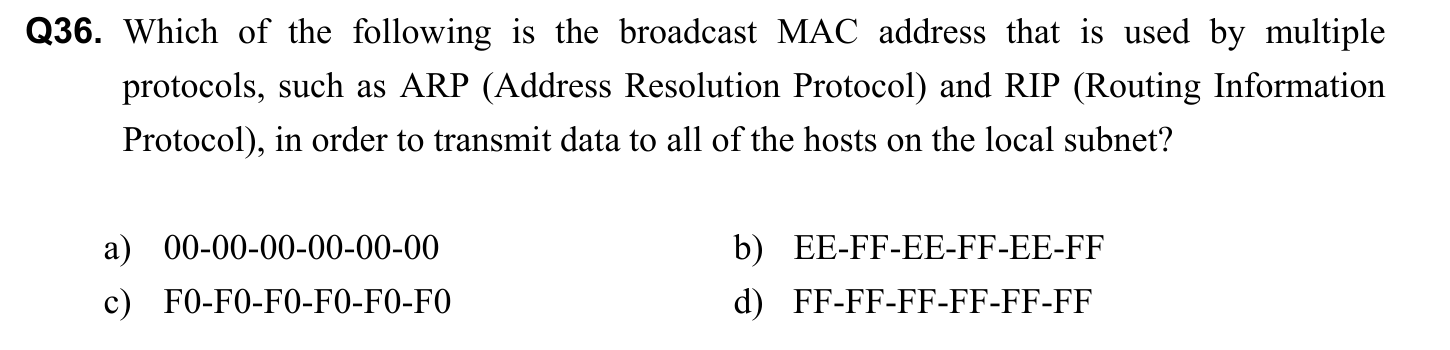 Q36. Which of the following is the broadcast MAC address that is used by multiple
protocols, such as ARP (Address Resolution Protocol) and RIP (Routing Information
Protocol), in order to transmit data to all of the hosts on the local subnet?
a) 00-00-00-00-00-00 b) EE-FF-EE-FF-EE-FF
c) F0-F0-F0-F0-F0-F0 d) FF-FF-FF-FF-FF-FF